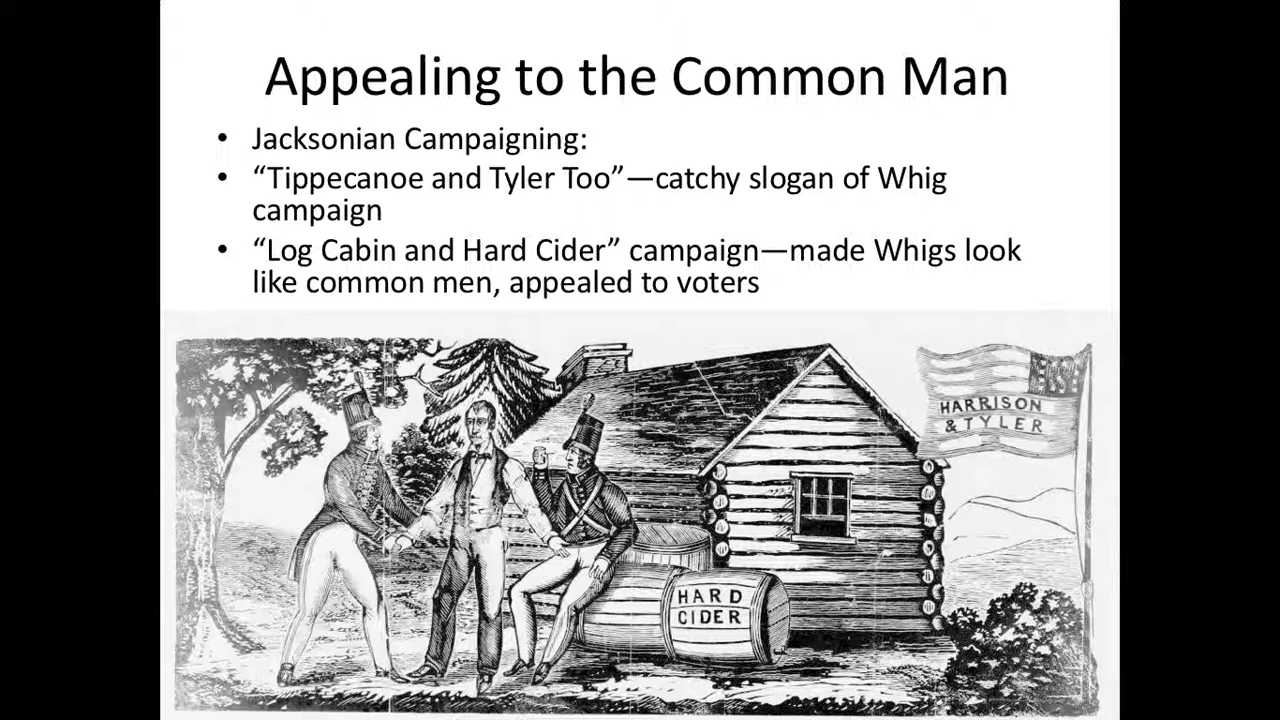 Appealing to the Common Man
• Jacksonian Campaigning:
• “Tippecanoe and Tyler Too”—catchy slogan of Whig
campaign
• “Log Cabin and Hard Cider” campaign—made Whigs look
like common men, appealed to voters
HARRISON
& TYLER
HARD
CIDER